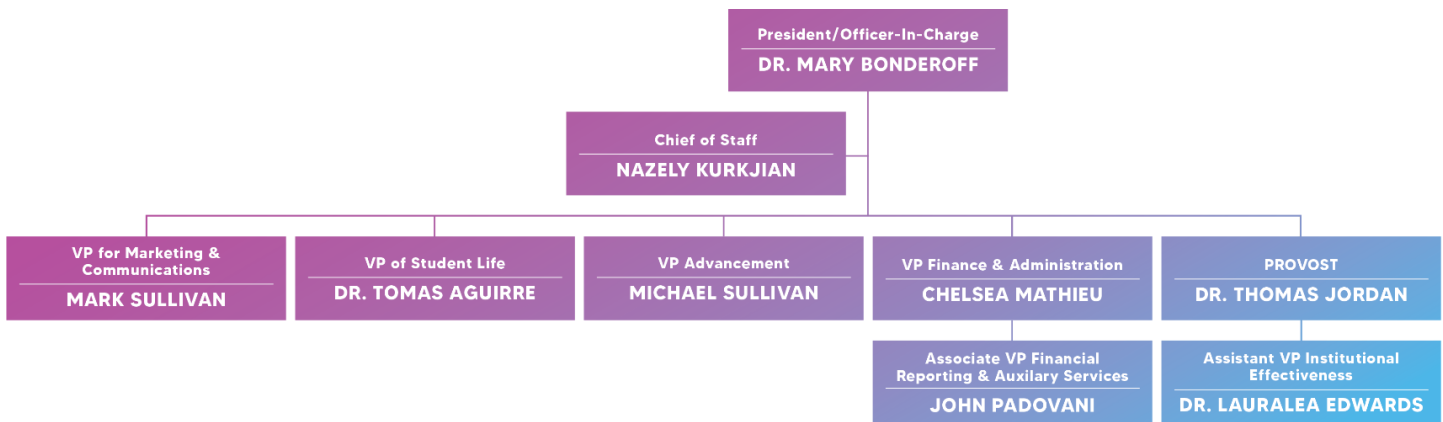 President/Officer-In-Charge
DR. MARY BONDEROFF
Chief of Staff
NAZELY KURKJIAN
VP for Marketing &
Communications
MARK SULLIVAN
VP of Student Life
DR. TOMAS AGUIRRE
VP Advancement
MICHAEL SULLIVAN
VP Finance & Administration
CHELSEA MATHIEU
PROVOST
DR. THOMAS JORDAN
Associate VP Financial
Reporting & Auxilary Services
JOHN PADOVANI
Assistant VP Institutional
Effectiveness
DR. LAURALEA EDWARDS